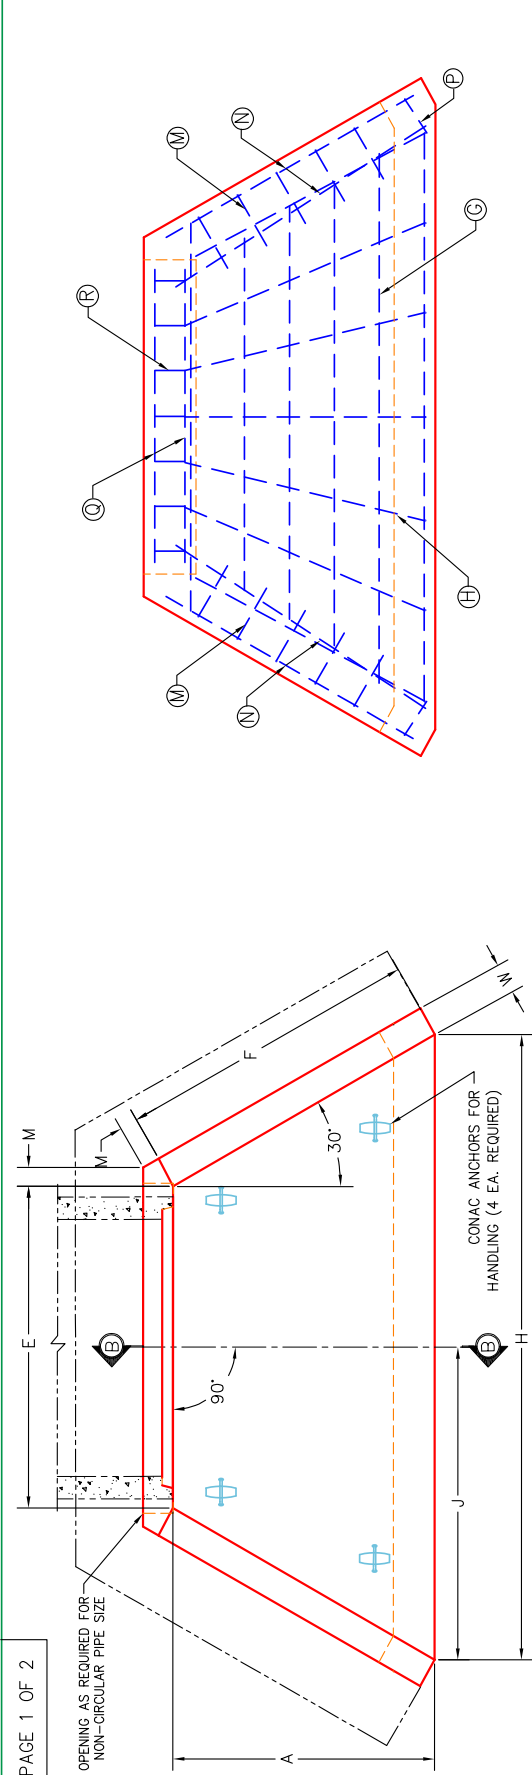 PAGE 1 OF 2
OPENING AS REQUIRED FOR
NON-CIRCULAR PIPE SIZE
E
M
M
F
B
90°
30°
W
A
J
B
H
CONAC ANCHORS FOR
HANDLING (4 EA. REQUIRED)
Q
R
M
N
M
N
P
G
H